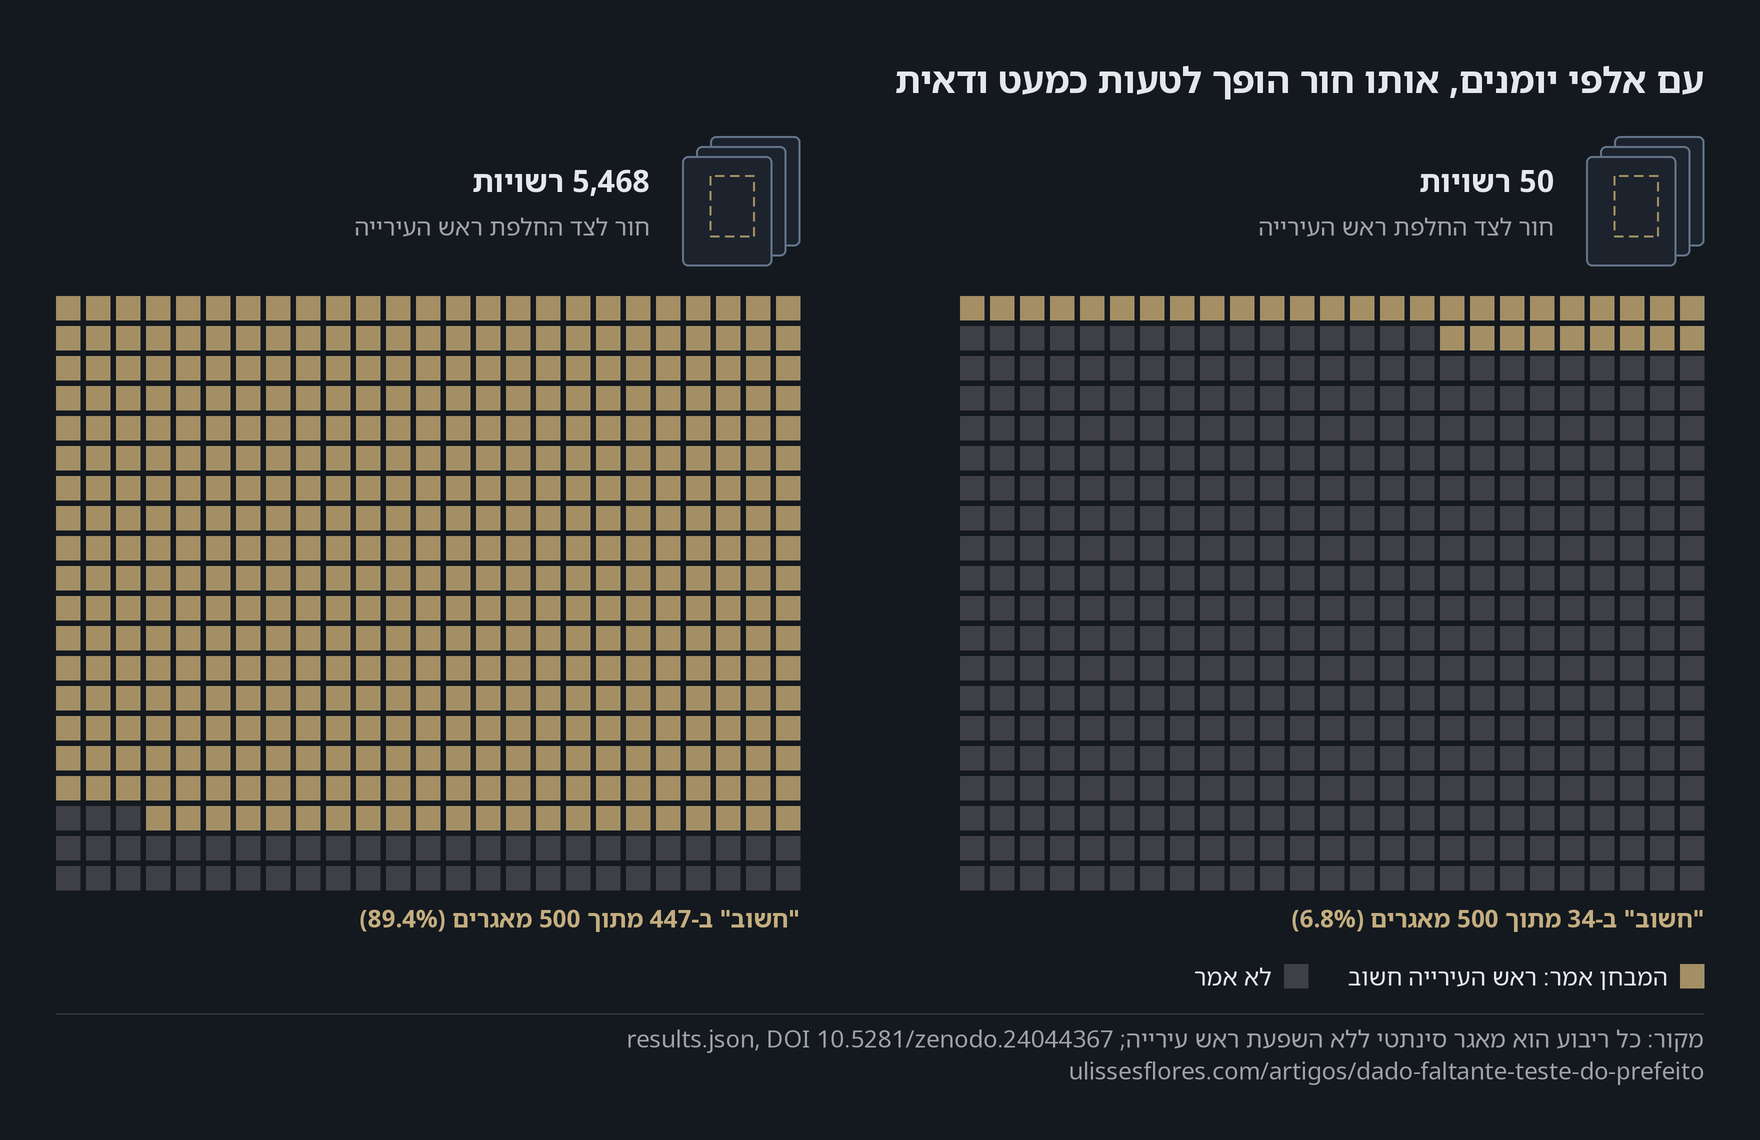 עם אלפי יומנים, אותו חור הופך לטעות כמעט ודאית
50 רשויות
חור לצד החלפת ראש העירייה
5,468 רשויות
חור לצד החלפת ראש העירייה
"חשוב" ב-34 מתוך 500 מאגרים (6.8%)
"חשוב" ב-447 מתוך 500 מאגרים (89.4%)
המבחן אמר: ראש העירייה חשוב
לא אמר
מקור: כל ריבוע הוא מאגר סינתטי ללא השפעת ראש עירייה; results.json, DOI 10.5281/zenodo.24044367
ulissesflores.com/artigos/dado-faltante-teste-do-prefeito